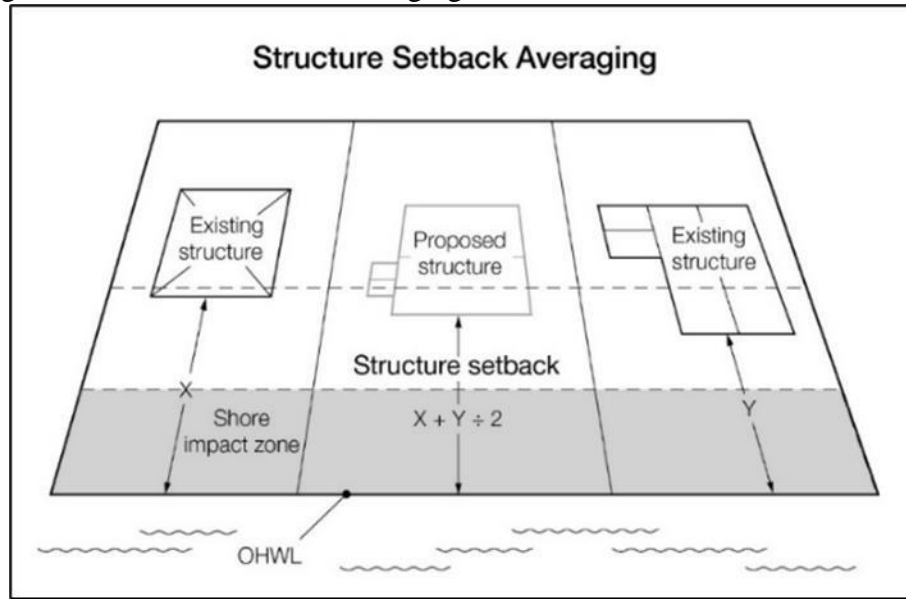 Structure Setback Averaging
Existing
structure
Proposed
structure
Existing
structure
Structure setback
X
Shore
impact zone
X + Y ÷ 2
Y
OHWL